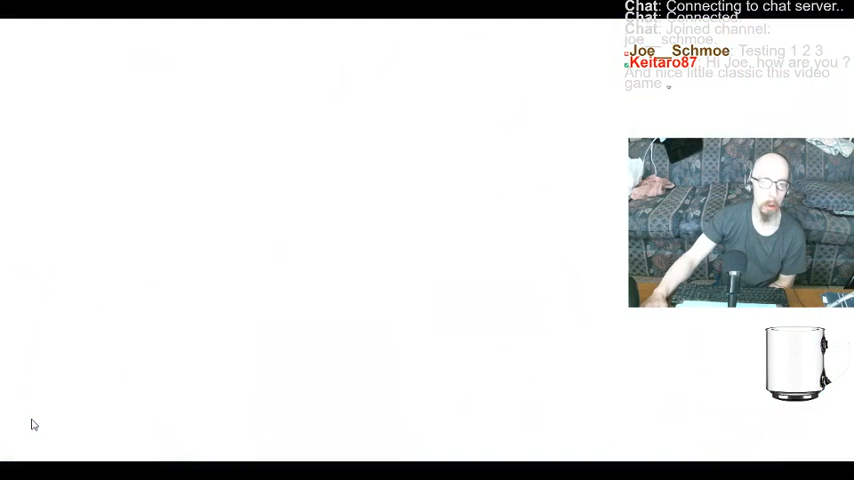 Chat: Connecting to chat server..
Chat: Connected.
Chat: Joined channel:
joe__schmoe.
Joe__Schmoe: Testing 1 2 3
Keitaro87: Hi Joe, how are you ?
And nice little classic this video
game